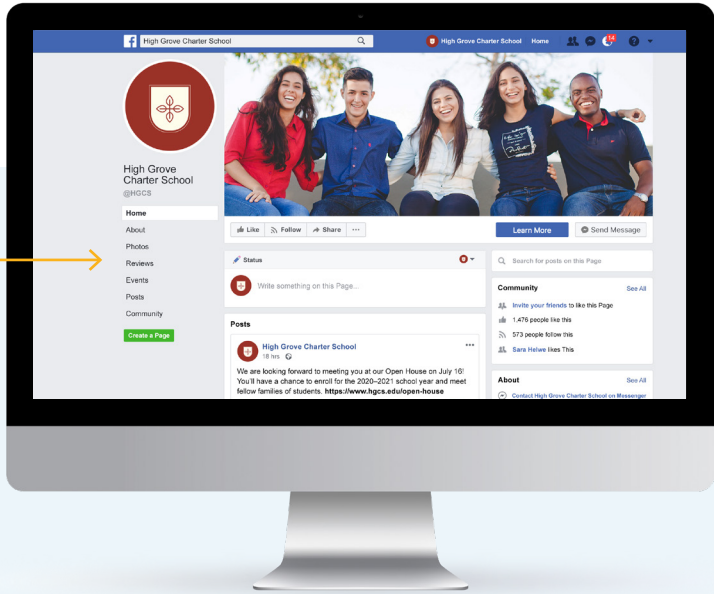 High Grove Charter School
High Grove Charter School Home
14
High Grove
Charter School
@HGCS
Home
About
Photos
Reviews
Events
Posts
Community
Create a Page
Like Follow Share ...
Learn More
Send Message
Status
Write something on this Page...
Posts
High Grove Charter School
18 hrs
We are looking forward to meeting you at our Open House on July 16!
You'll have a chance to enroll for the 2020–2021 school year and meet
fellow families of students. https://www.hgcs.edu/open-house
Search for posts on this Page
Community See All
Invite your friends to like this Page
1,476 people like this
573 people follow this
Sara Helwe likes This
About See All
Contact High Grove Charter School on Messenger